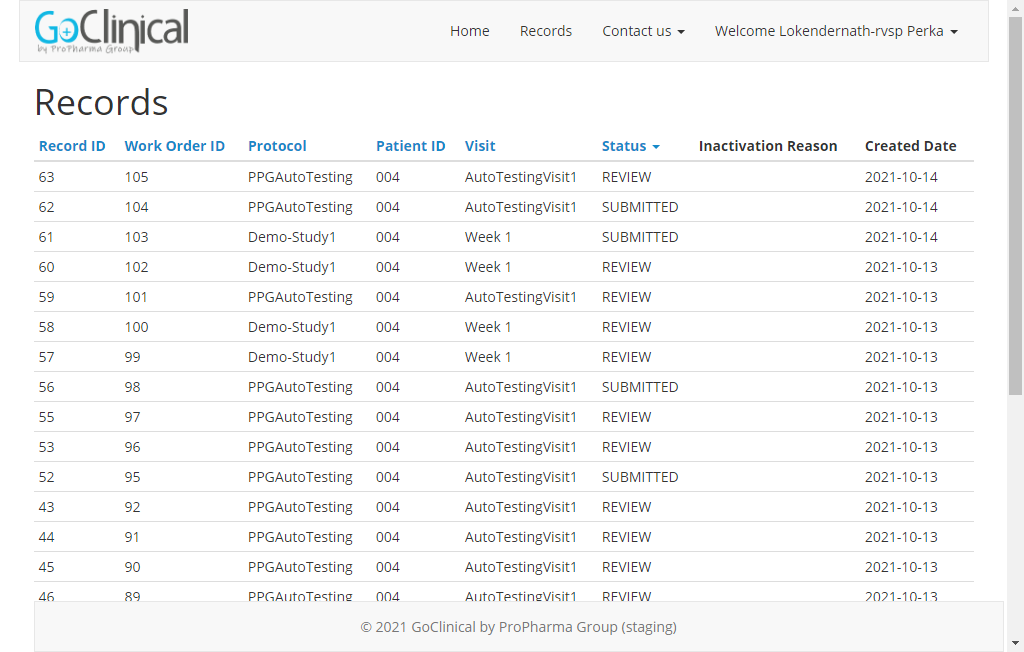 GoClinical
by ProPharma Group
Home Records Contact us Welcome Lokendernath-rvsp Perka
Records
Record ID Work Order ID Protocol Patient ID Visit Status Inactivation Reason Created Date
63 105 PPGAutoTesting 004 AutoTestingVisit1 REVIEW 2021-10-14
62 104 PPGAutoTesting 004 AutoTestingVisit1 SUBMITTED 2021-10-14
61 103 Demo-Study1 004 Week 1 SUBMITTED 2021-10-14
60 102 Demo-Study1 004 Week 1 REVIEW 2021-10-13
59 101 PPGAutoTesting 004 AutoTestingVisit1 REVIEW 2021-10-13
58 100 Demo-Study1 004 Week 1 REVIEW 2021-10-13
57 99 Demo-Study1 004 Week 1 REVIEW 2021-10-13
56 98 PPGAutoTesting 004 AutoTestingVisit1 SUBMITTED 2021-10-13
55 97 PPGAutoTesting 004 AutoTestingVisit1 REVIEW 2021-10-13
53 96 PPGAutoTesting 004 AutoTestingVisit1 REVIEW 2021-10-13
52 95 PPGAutoTesting 004 AutoTestingVisit1 SUBMITTED 2021-10-13
43 92 PPGAutoTesting 004 AutoTestingVisit1 REVIEW 2021-10-13
44 91 PPGAutoTesting 004 AutoTestingVisit1 REVIEW 2021-10-13
45 90 PPGAutoTesting 004 AutoTestingVisit1 REVIEW 2021-10-13
46 89 PPGAutoTesting 004 AutoTestingVisit1 REVIEW 2021-10-13
© 2021 GoClinical by ProPharma Group (staging)